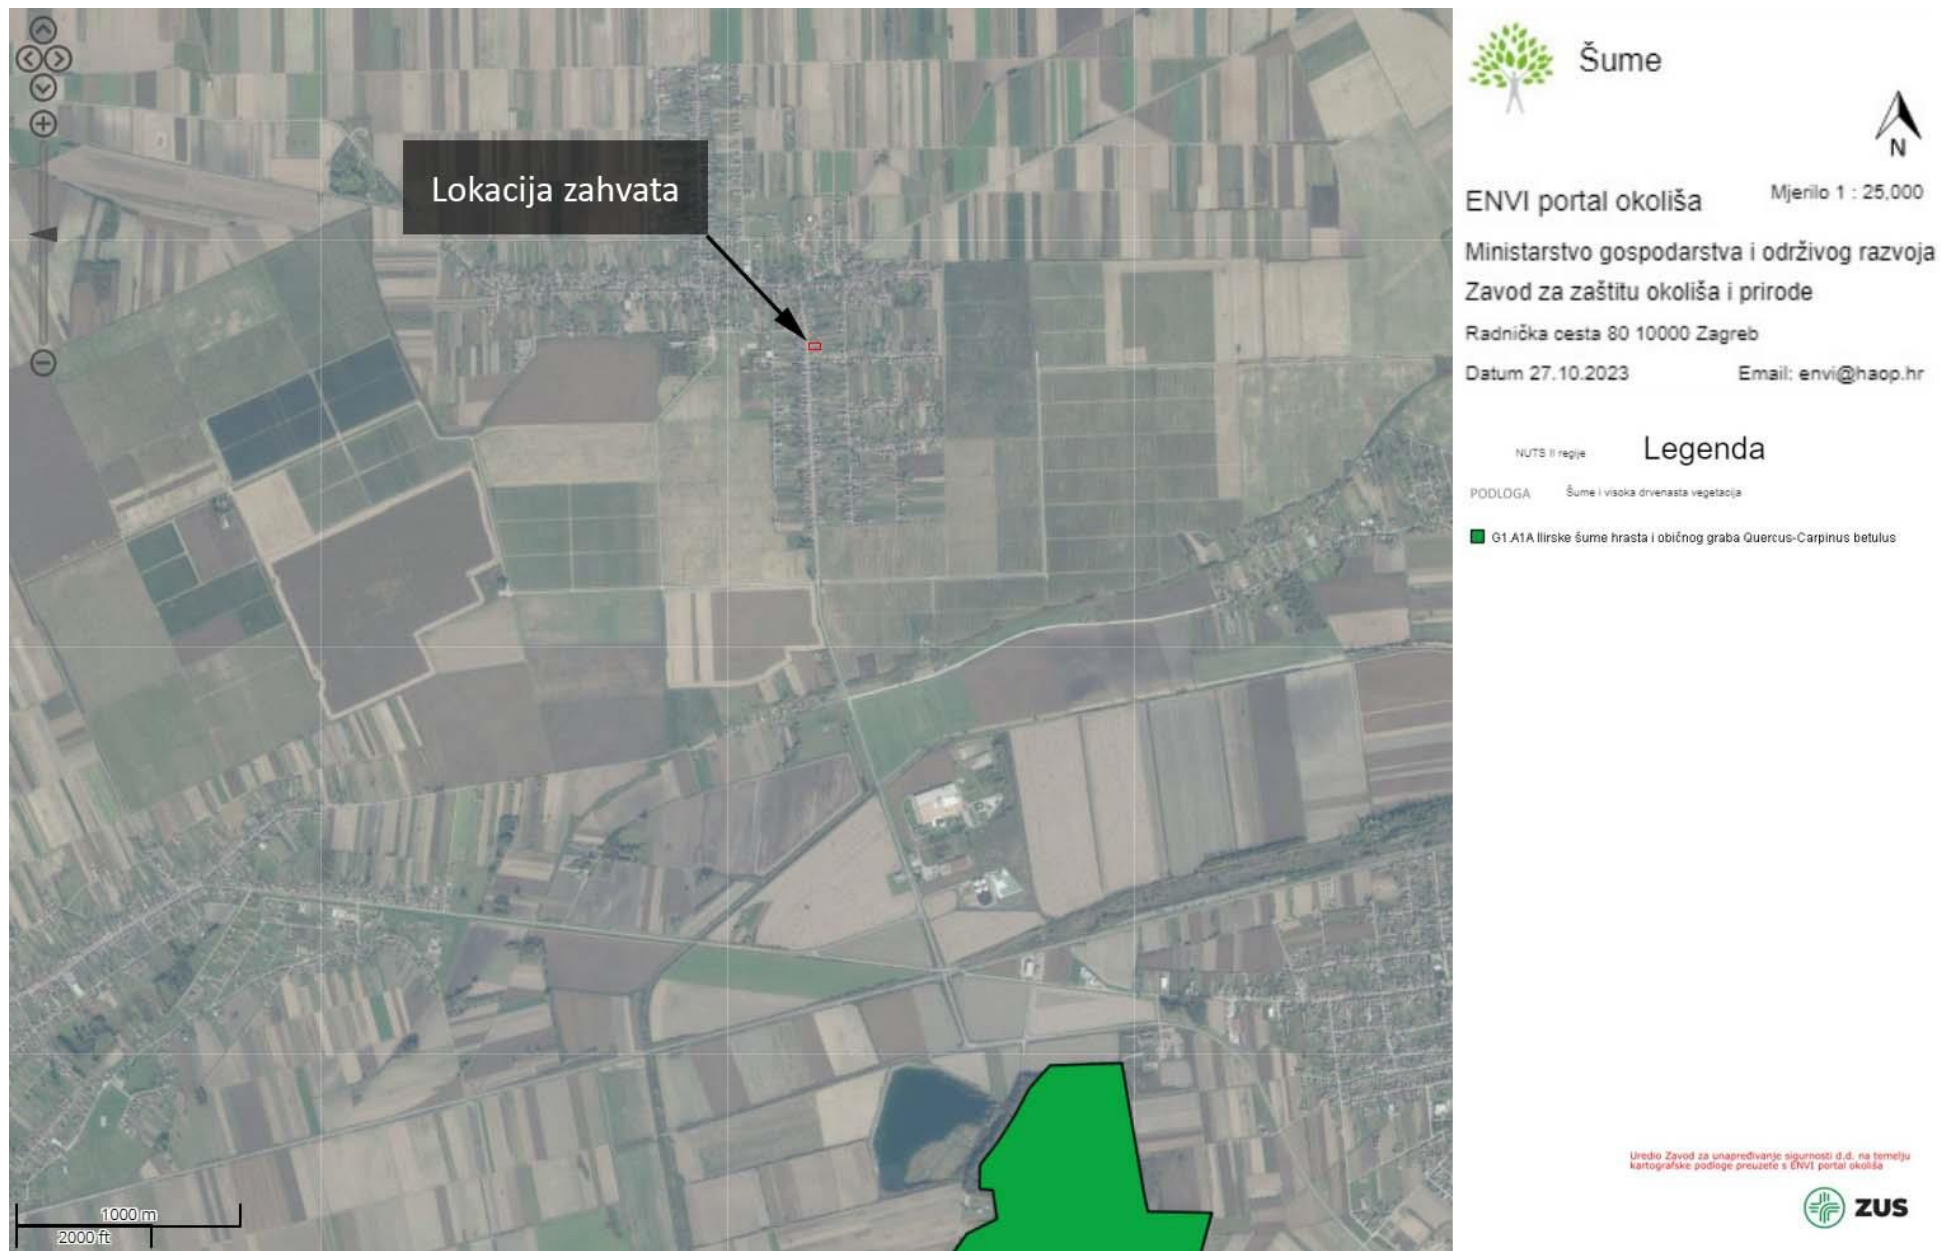 Šume
N
Lokacija zahvata
ENVI portal okoliša
Mjerilo 1 : 25,000
Ministarstvo gospodarstva i održivog razvoja
Zavod za zaštitu okoliša i prirode
Radnička cesta 80 10000 Zagreb
Datum 27.10.2023
Email: envi@haop.hr
NUTS II regije
Legenda
PODLOGA
Šume i visoka drvenasta vegetacija
G1.A1A Ilirske šume hrasta i običnog graba Quercus-Carpinus betulus
Uredio Zavod za unapređivanje sigurnosti d.d. na temelju
kartografske podloge preuzete s ENVI portal okoliša
ZUS
1000 m
2000 ft